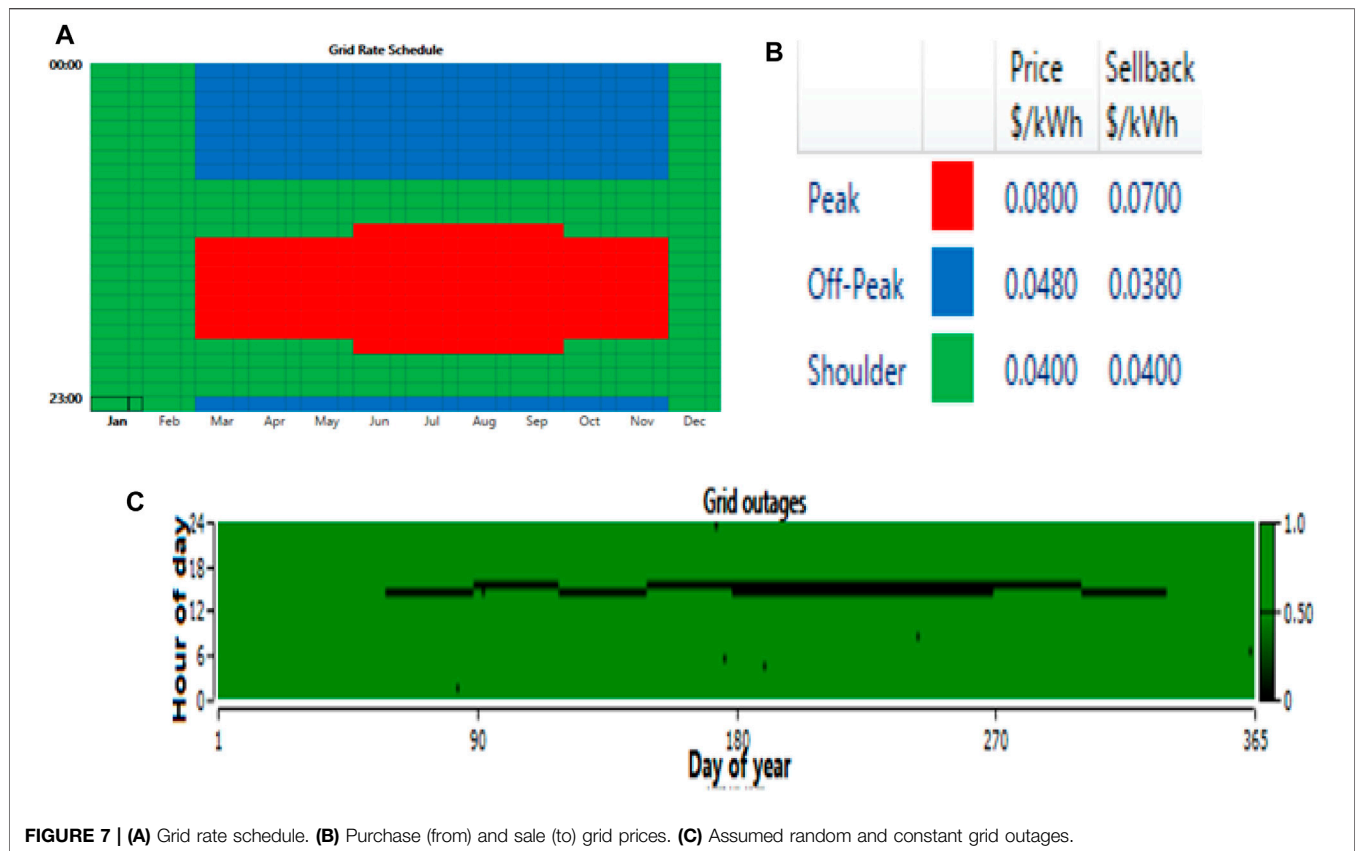 A
Grid Rate Schedule
00:00
23:00
Jan Feb Mar Apr May Jun Jul Aug Sep Oct Nov Dec
B
Price Sellback
$/kWh $/kWh
Peak 0.0800 0.0700
Off-Peak 0.0480 0.0380
Shoulder 0.0400 0.0400
C
Grid outages
Hour of day
24
18
12
6
0
1 90 180 270 365
Day of year
1.0
0.50
0
FIGURE 7 | (A) Grid rate schedule. (B) Purchase (from) and sale (to) grid prices. (C) Assumed random and constant grid outages.